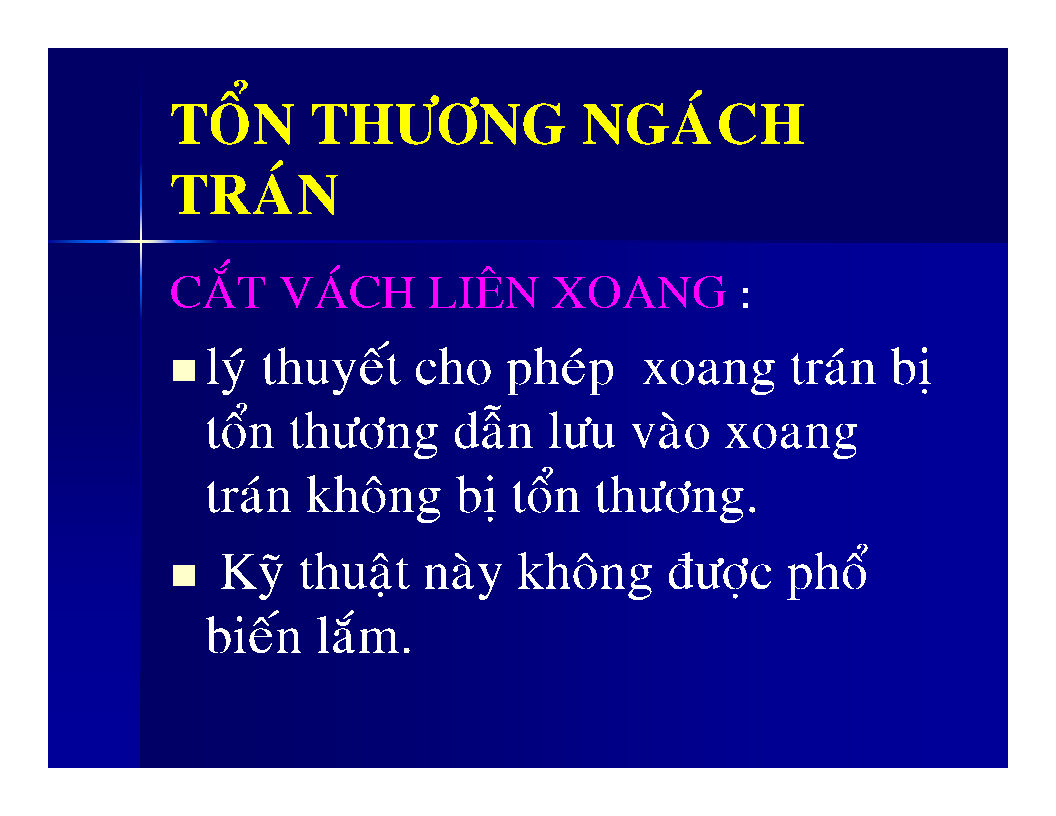 TỔN THƯƠNG NGÁCH
TRÁN
CẮT VÁCH LIÊN XOANG :
lý thuyết cho phép xoang trán bị
tổn thương dẫn lưu vào xoang
trán không bị tổn thương.
Kỹ thuật này không được phổ
biến lắm.